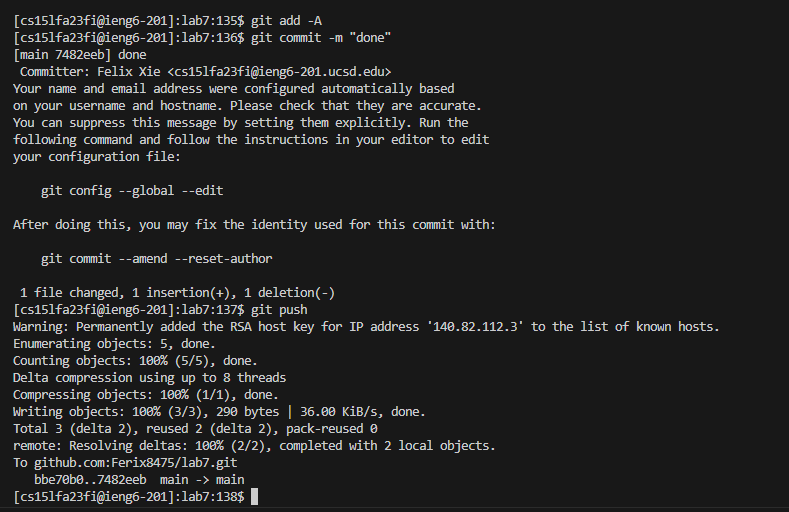 [cs15lfa23fi@ieng6-201]:lab7:135$ git add -A
[cs15lfa23fi@ieng6-201]:lab7:136$ git commit -m "done"
[main 7482eeb] done
 Committer: Felix Xie <cs15lfa23fi@ieng6-201.ucsd.edu>
Your name and email address were configured automatically based
on your username and hostname. Please check that they are accurate.
You can suppress this message by setting them explicitly. Run the
following command and follow the instructions in your editor to edit
your configuration file:

    git config --global --edit

After doing this, you may fix the identity used for this commit with:

    git commit --amend --reset-author

 1 file changed, 1 insertion(+), 1 deletion(-)
[cs15lfa23fi@ieng6-201]:lab7:137$ git push
Warning: Permanently added the RSA host key for IP address '140.82.112.3' to the list of known hosts.
Enumerating objects: 5, done.
Counting objects: 100% (5/5), done.
Delta compression using up to 8 threads
Compressing objects: 100% (1/1), done.
Writing objects: 100% (3/3), 290 bytes | 36.00 KiB/s, done.
Total 3 (delta 2), reused 2 (delta 2), pack-reused 0
remote: Resolving deltas: 100% (2/2), completed with 2 local objects.
To github.com:Ferix8475/lab7.git
   bbe70b0..7482eeb  main -> main
[cs15lfa23fi@ieng6-201]:lab7:138$